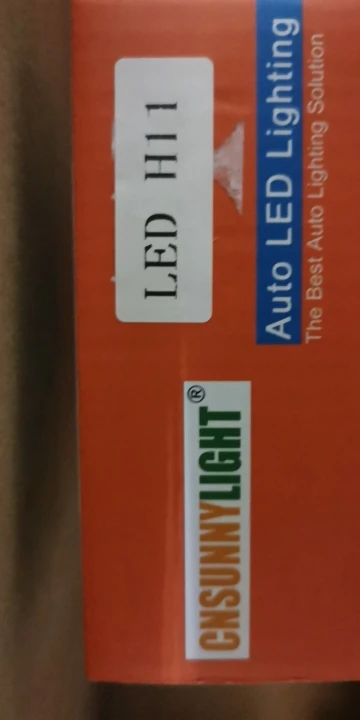 LED H11
Auto LED Lighting
The Best Auto Lighting Solution
CNSUNNYLIGHT®